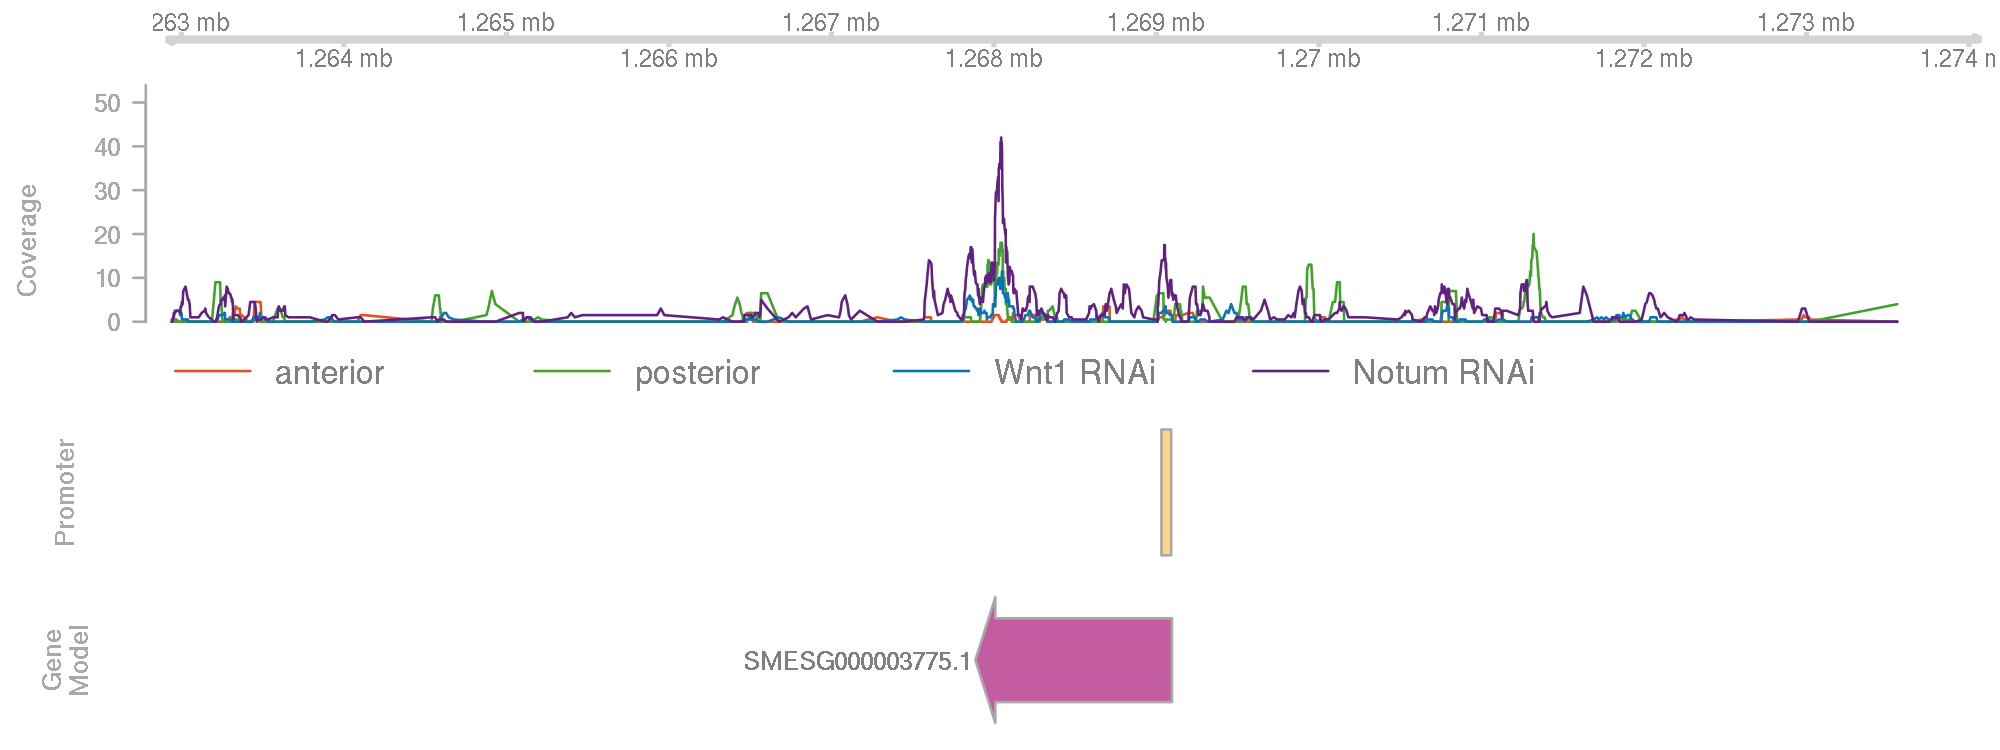 263 mb 1.265 mb 1.267 mb 1.269 mb 1.271 mb 1.273 mb
1.264 mb 1.266 mb 1.268 mb 1.27 mb 1.272 mb 1.274 n
50
40
30
20
10
0
Coverage
anterior posterior Wnt1 RNAi Notum RNAi
Promoter
Gene
Model
SMESG000003775.1